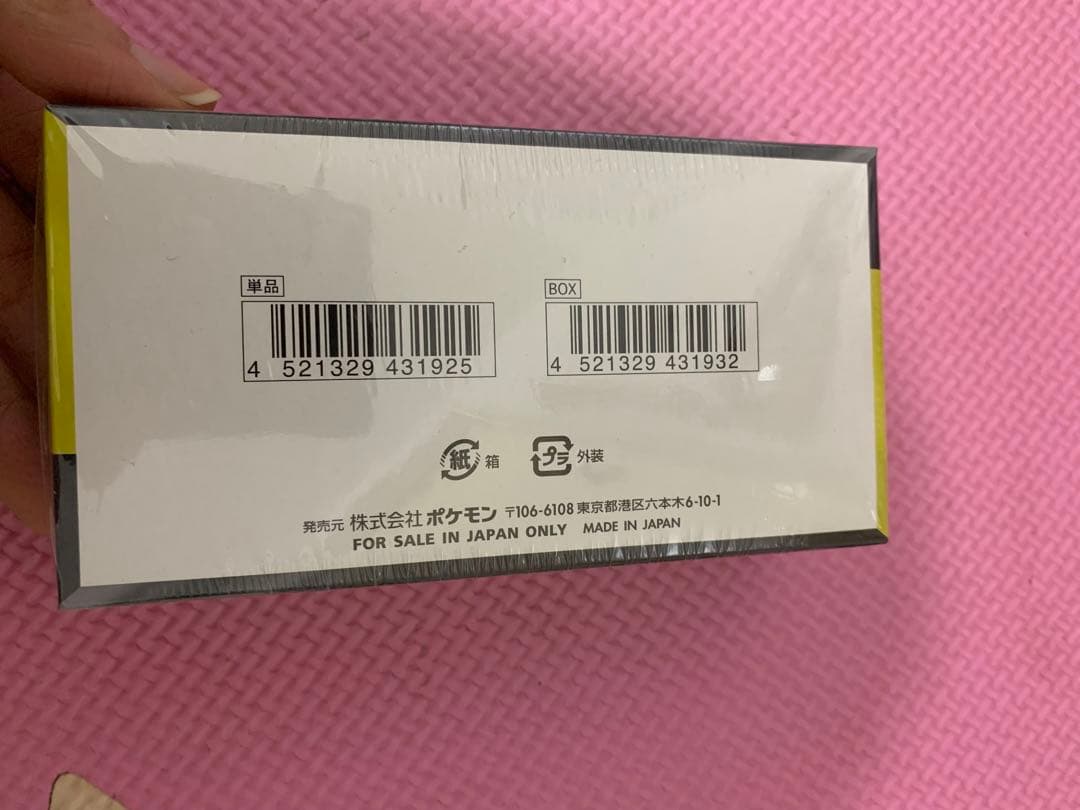 単品
4 521329 431925
BOX
4 521329 431932
紙 箱
プラ 外装
発売元 株式会社 ポケモン 〒106-6108 東京都港区六本木6-10-1
FOR SALE IN JAPAN ONLY MADE IN JAPAN